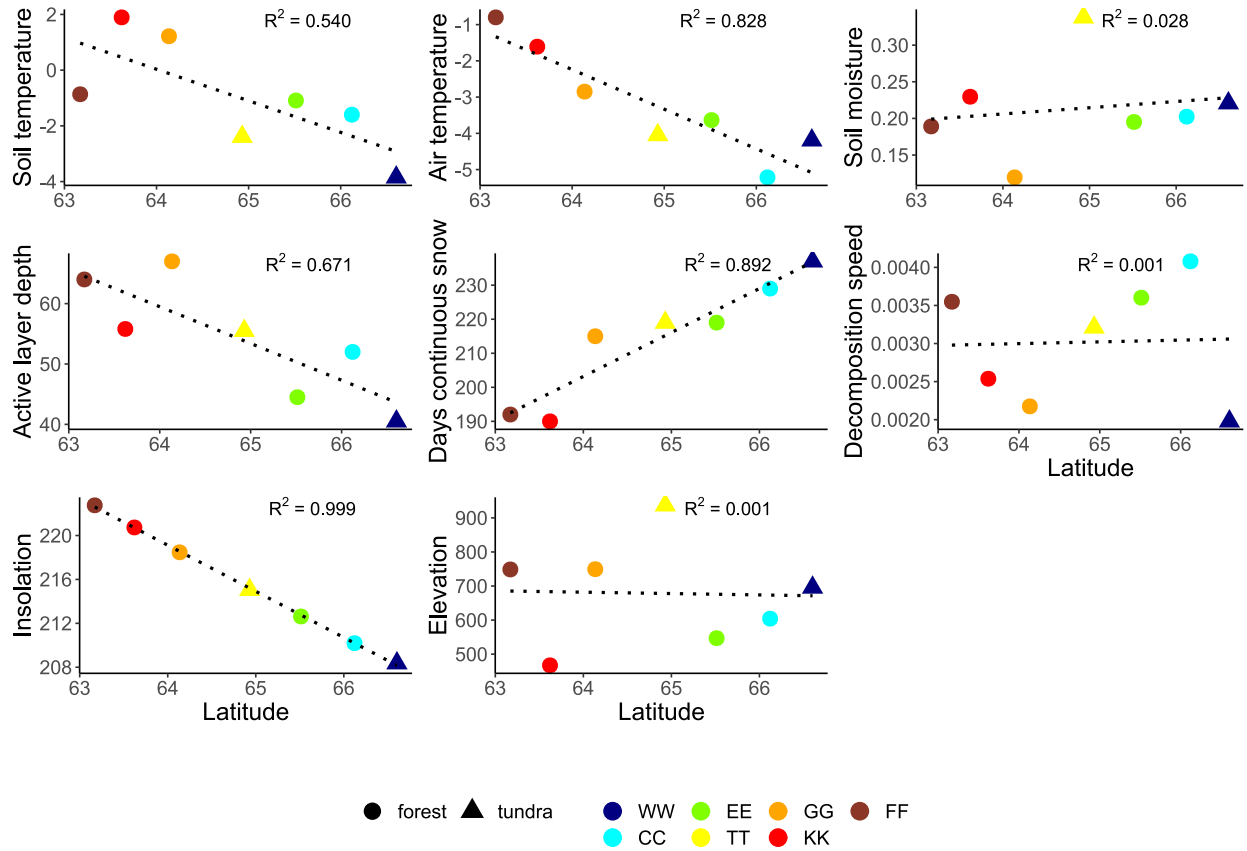 Soil temperature
2
0
-2
-4
R² = 0.540
63 64 65 66
Air temperature
-1
-2
-3
-4
-5
R² = 0.828
63 64 65 66
Soil moisture
0.30
0.25
0.20
0.15
R² = 0.028
63 64 65 66
Active layer depth
60
50
40
R² = 0.671
63 64 65 66
Days continuous snow
230
220
210
200
190
R² = 0.892
63 64 65 66
Decomposition speed
0.0040
0.0035
0.0030
0.0025
0.0020
R² = 0.001
63 64 65 66
Latitude
Insolation
220
216
212
208
R² = 0.999
63 64 65 66
Latitude
Elevation
900
800
700
600
500
R² = 0.001
63 64 65 66
Latitude
forest tundra WW EE GG FF
CC TT KK